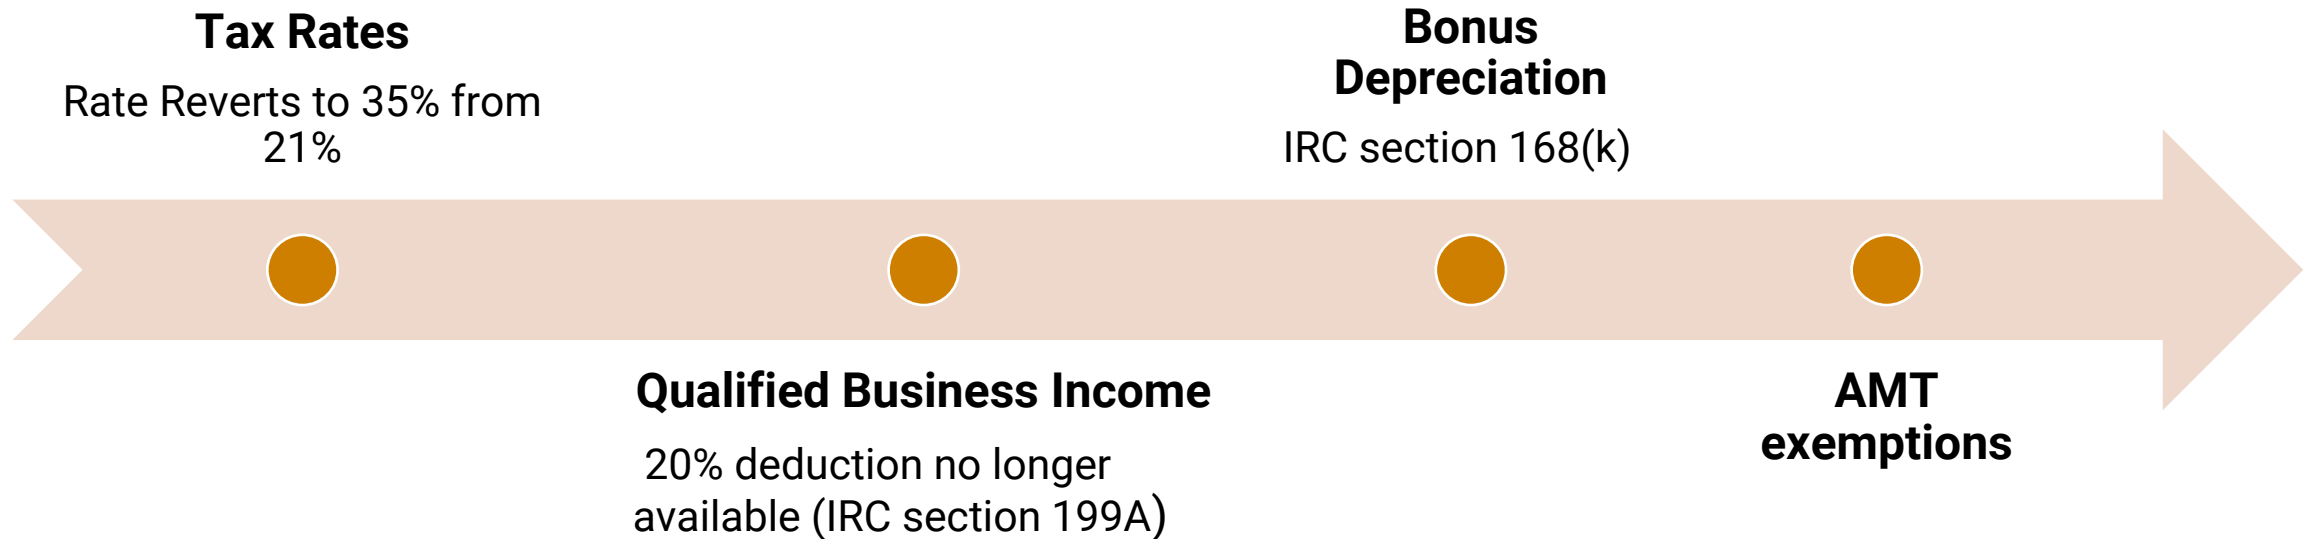 Tax Rates
Rate Reverts to 35% from
21%
Qualified Business Income
20% deduction no longer
available (IRC section 199A)
Bonus
Depreciation
IRC section 168(k)
AMT
exemptions